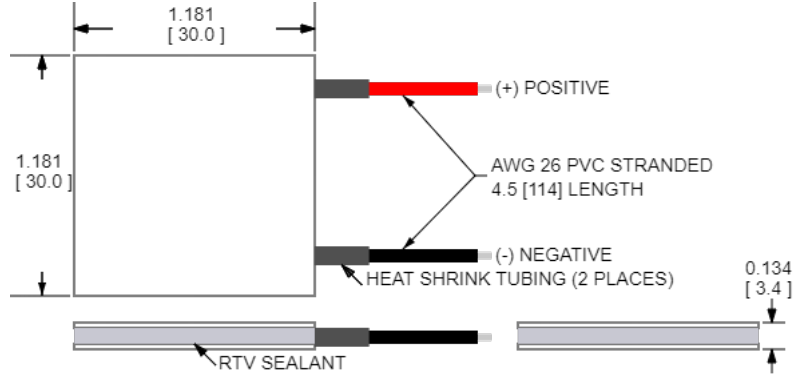 1.181
[ 30.0 ]
(+) POSITIVE
1.181
[ 30.0 ]
AWG 26 PVC STRANDED
4.5 [114] LENGTH
(-) NEGATIVE
HEAT SHRINK TUBING (2 PLACES)
0.134
[ 3.4 ]
RTV SEALANT